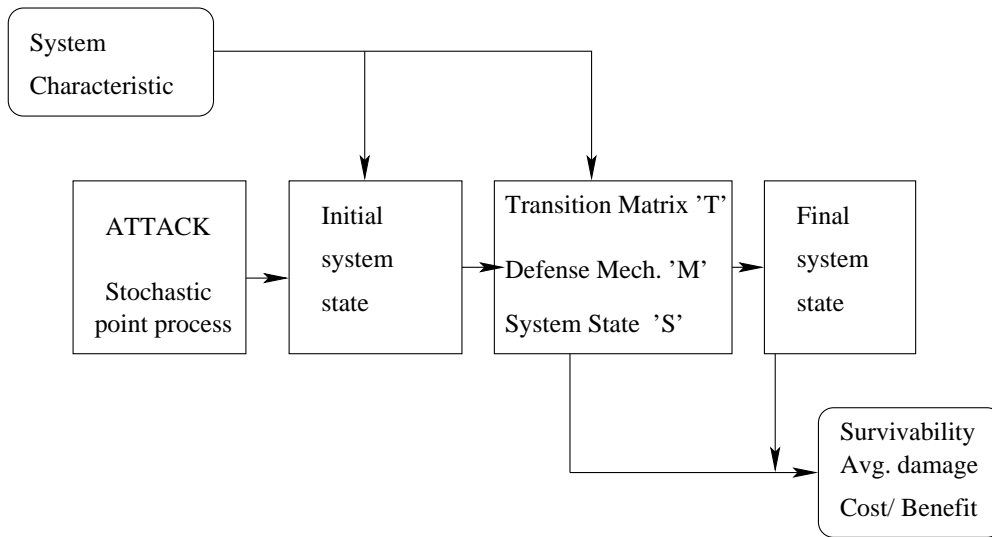 System
Characteristic
ATTACK
Stochastic
point process
Initial
system
state
Transition Matrix ’T’
Defense Mech. ’M’
System State ’S’
Final
system
state
Survivability
Avg. damage
Cost/ Benefit